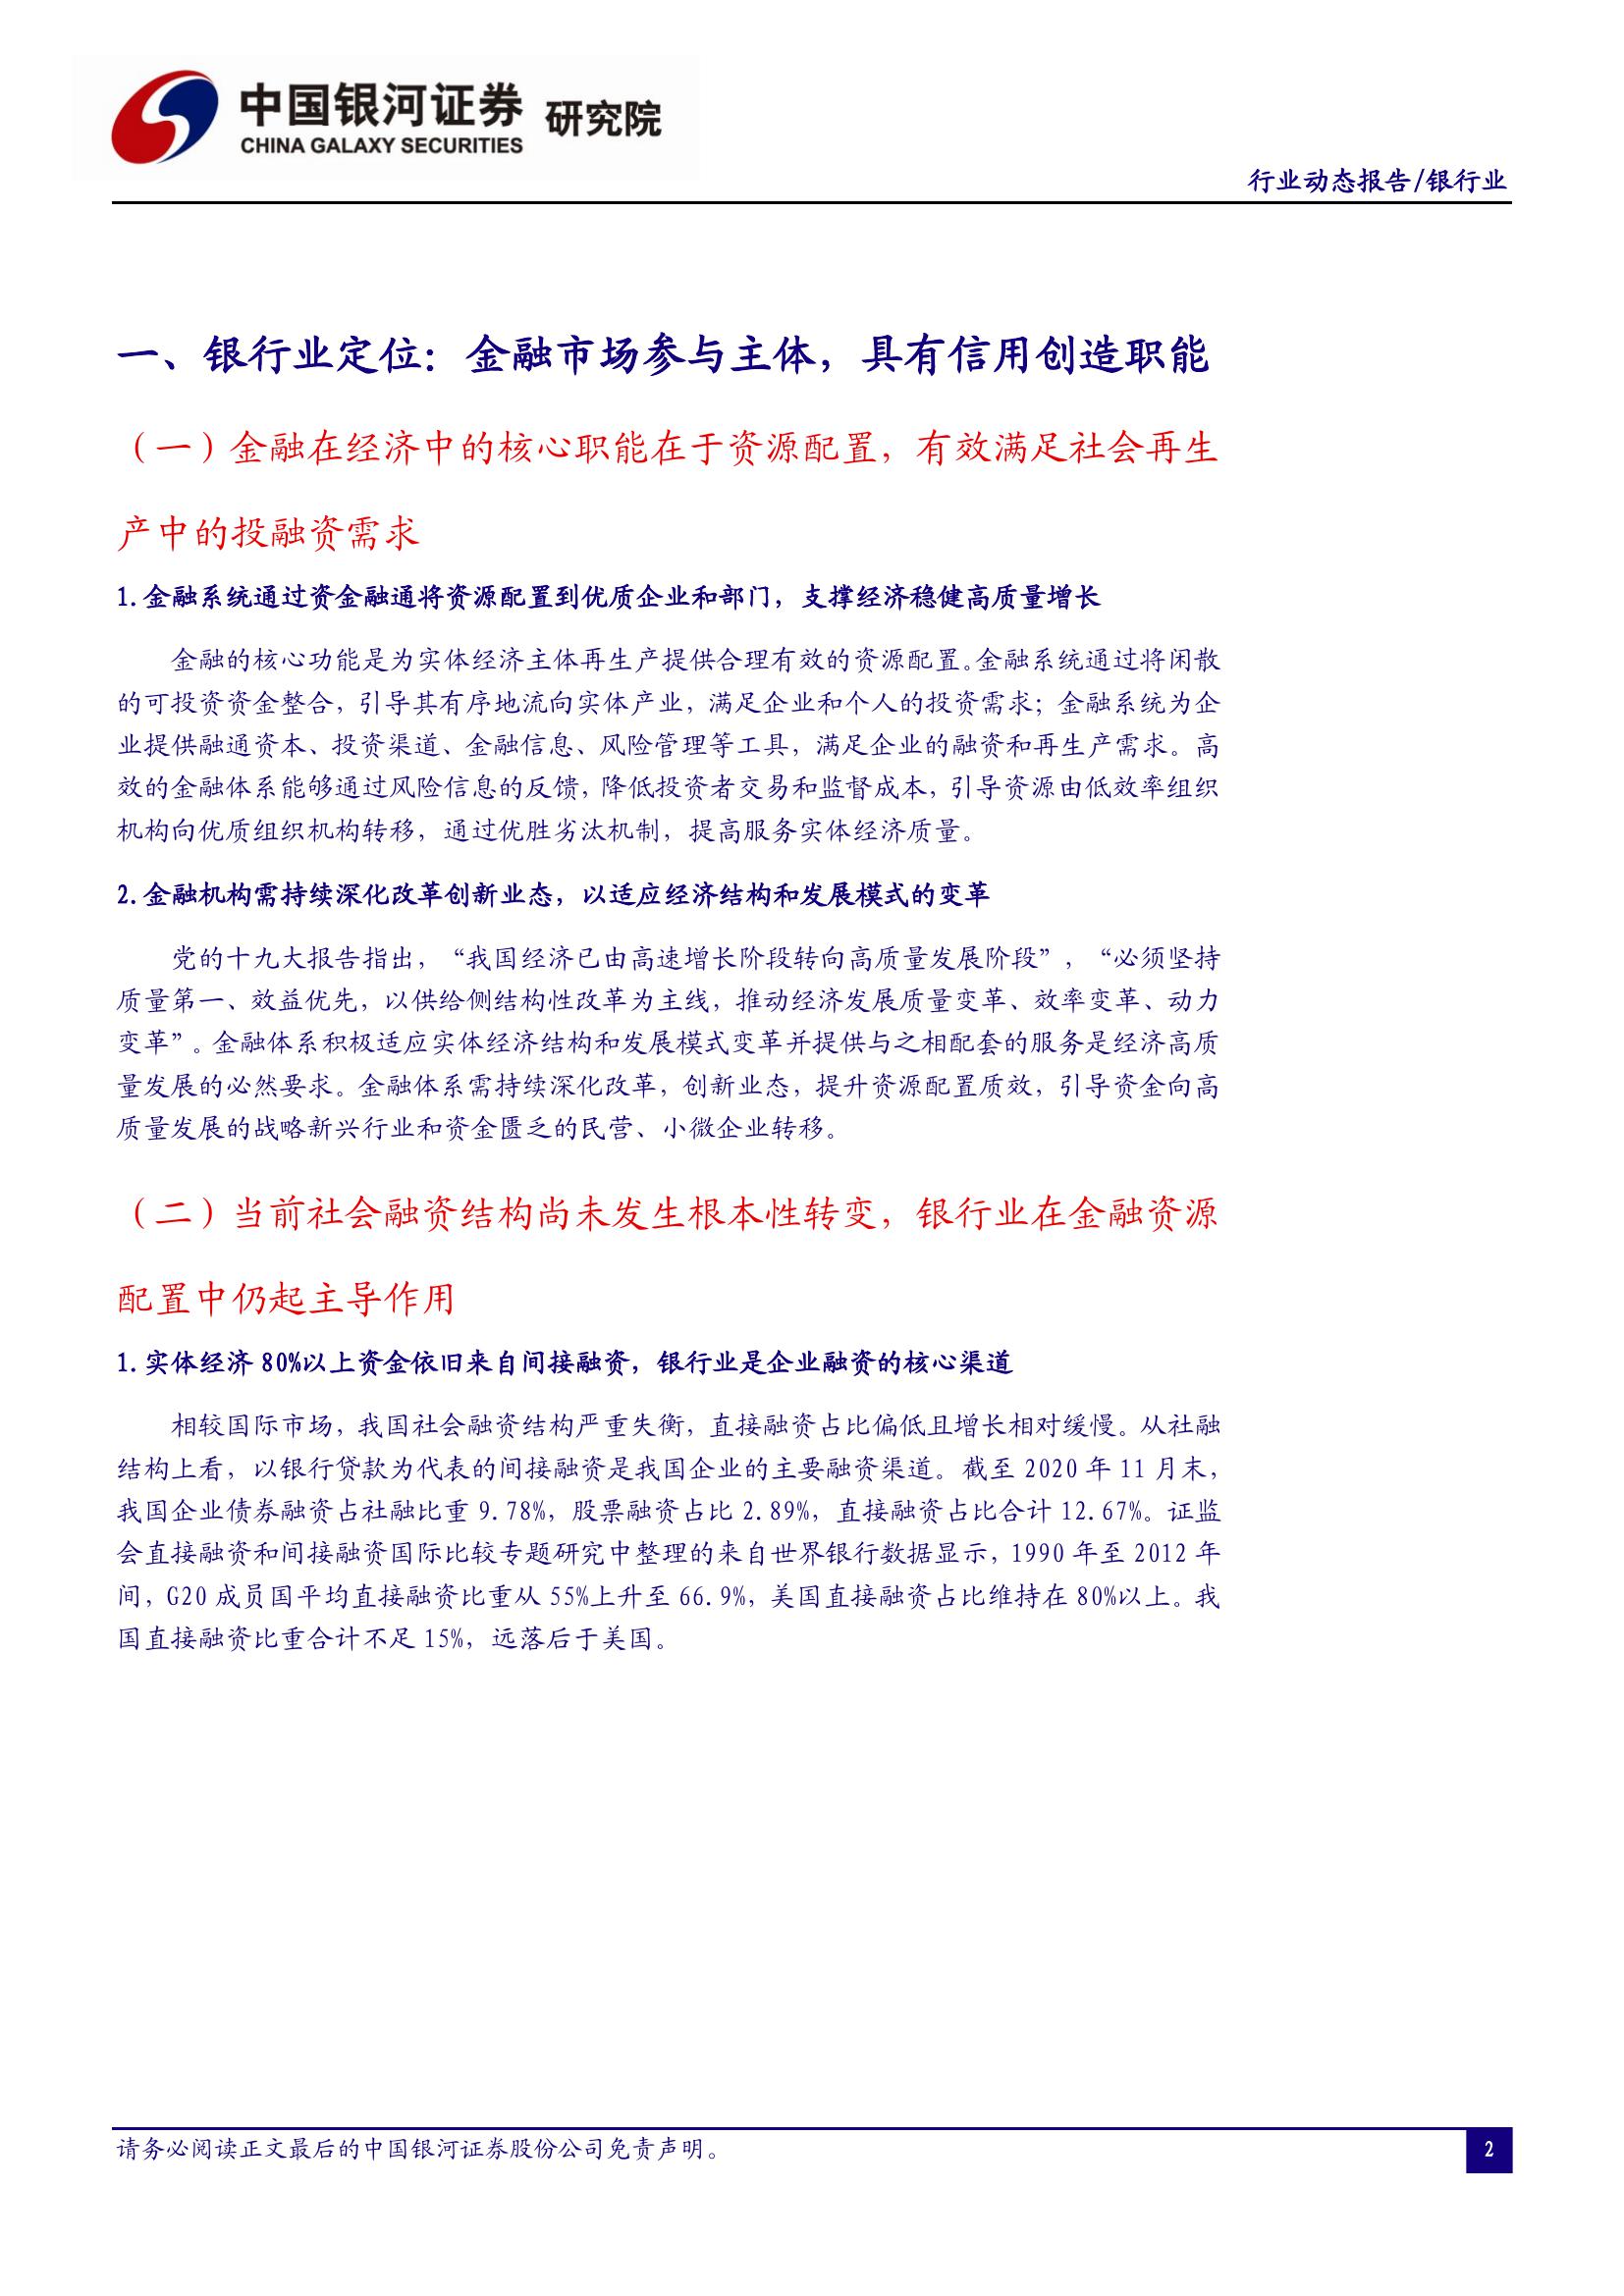 中国银河证券 研究院
CHINA GALAXY SECURITIES
行业动态报告/银行业
一、银行业定位：金融市场参与主体，具有信用创造职能
（一）金融在经济中的核心职能在于资源配置，有效满足社会再生
产中的投融资需求
1.金融系统通过资金融通将资源配置到优质企业和部门，支撑经济稳健高质量增长
金融的核心功能是为实体经济主体再生产提供合理有效的资源配置。金融系统通过将闲散
的可投资资金整合，引导其有序地流向实体产业，满足企业和个人的投资需求；金融系统为企
业提供融通资本、投资渠道、金融信息、风险管理等工具，满足企业的融资和再生产需求。高
效的金融体系能够通过风险信息的反馈，降低投资者交易和监督成本，引导资源由低效率组织
机构向优质组织机构转移，通过优胜劣汰机制，提高服务实体经济质量。
2.金融机构需持续深化改革创新业态，以适应经济结构和发展模式的变革
党的十九大报告指出，“我国经济已由高速增长阶段转向高质量发展阶段”，“必须坚持
质量第一、效益优先，以供给侧结构性改革为主线，推动经济发展质量变革、效率变革、动力
变革”。金融体系积极适应实体经济结构和发展模式变革并提供与之相配套的服务是经济高质
量发展的必然要求。金融体系需持续深化改革，创新业态，提升资源配置质效，引导资金向高
质量发展的战略新兴行业和资金匮乏的民营、小微企业转移。
（二）当前社会融资结构尚未发生根本性转变，银行业在金融资源
配置中仍起主导作用
1.实体经济 80%以上资金依旧来自间接融资，银行业是企业融资的核心渠道
相较国际市场，我国社会融资结构严重失衡，直接融资占比偏低且增长相对缓慢。从社融
结构上看，以银行贷款为代表的间接融资是我国企业的主要融资渠道。截至 2020 年 11 月末，
我国企业债券融资占社融比重 9.78%，股票融资占比 2.89%，直接融资占比合计 12.67%。证监
会直接融资和间接融资国际比较专题研究中整理的来自世界银行数据显示，1990 年至 2012 年
间，G20 成员国平均直接融资比重从 55%上升至 66.9%，美国直接融资占比维持在 80%以上。我
国直接融资比重合计不足 15%，远落后于美国。
请务必阅读正文最后的中国银河证券股份公司免责声明。
2